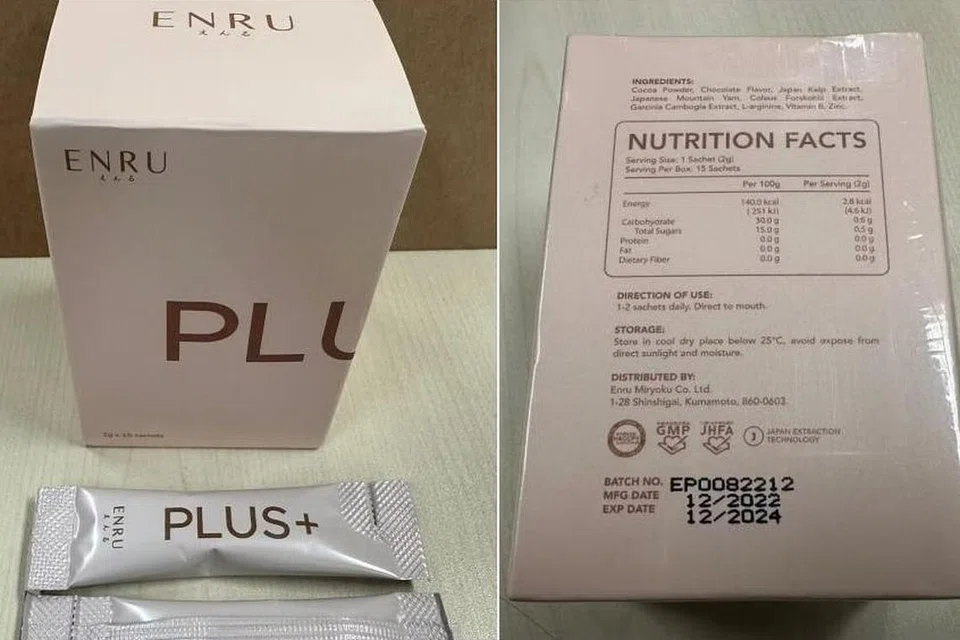 ENRU
えんる
ENRU
えんる
PLU
2g x 15 sachets
ENRU
えんる
PLUS+
INGREDIENTS:
Cocoa Powder, Chocolate Flavor, Japan Kelp Extract,
Japanese Mountain Yam, Coleus Forskohlii Extract,
Garcinia Cambogia Extract, L-arginine, Vitamin B, Zinc.
NUTRITION FACTS
Serving Size: 1 Sachet (2g)
Serving Per Box: 15 Sachets
Per 100g Per Serving (2g)
Energy 140.0 kcal 2.8 kcal
(251 kJ) (4.6 kJ)
Carbohydrate 30.0 g 0.6 g
Total Sugars 15.0 g 0.5 g
Protein 0.0 g 0.0 g
Fat 0.0 g 0.0 g
Dietary Fiber 0.0 g 0.0 g
DIRECTION OF USE:
1-2 sachets daily. Direct to mouth.
STORAGE:
Store in cool dry place below 25°C, avoid expose from
direct sunlight and moisture.
DISTRIBUTED BY:
Enru Miryoku Co. Ltd.
1-28 Shinshigai, Kumamoto, 860-0603.
GMP
JHFA
J
JAPAN EXTRACTION
TECHNOLOGY
BATCH NO. EP0082212
MFG DATE 12/2022
EXP DATE 12/2024